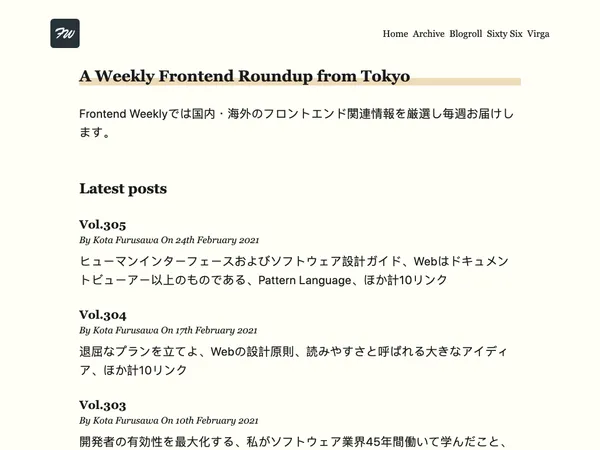 FW
Home Archive Blogroll Sixty Six Virga
A Weekly Frontend Roundup from Tokyo
Frontend Weeklyでは国内・海外のフロントエンド関連情報を厳選し毎週お届けし
ます。
Latest posts
Vol.305
By Kota Furusawa On 24th February 2021
ヒューマンインターフェースおよびソフトウェア設計ガイド、Webはドキュメン
トビューアー以上のものである、Pattern Language、ほか計10リンク
Vol.304
By Kota Furusawa On 17th February 2021
退屈なプランを立てよ、Webの設計原則、読みやすさと呼ばれる大きなアイディ
ア、ほか計10リンク
Vol.303
By Kota Furusawa On 10th February 2021
開発者の有効性を最大化する、私がソフトウェア業界45年間働いて学んだこと、